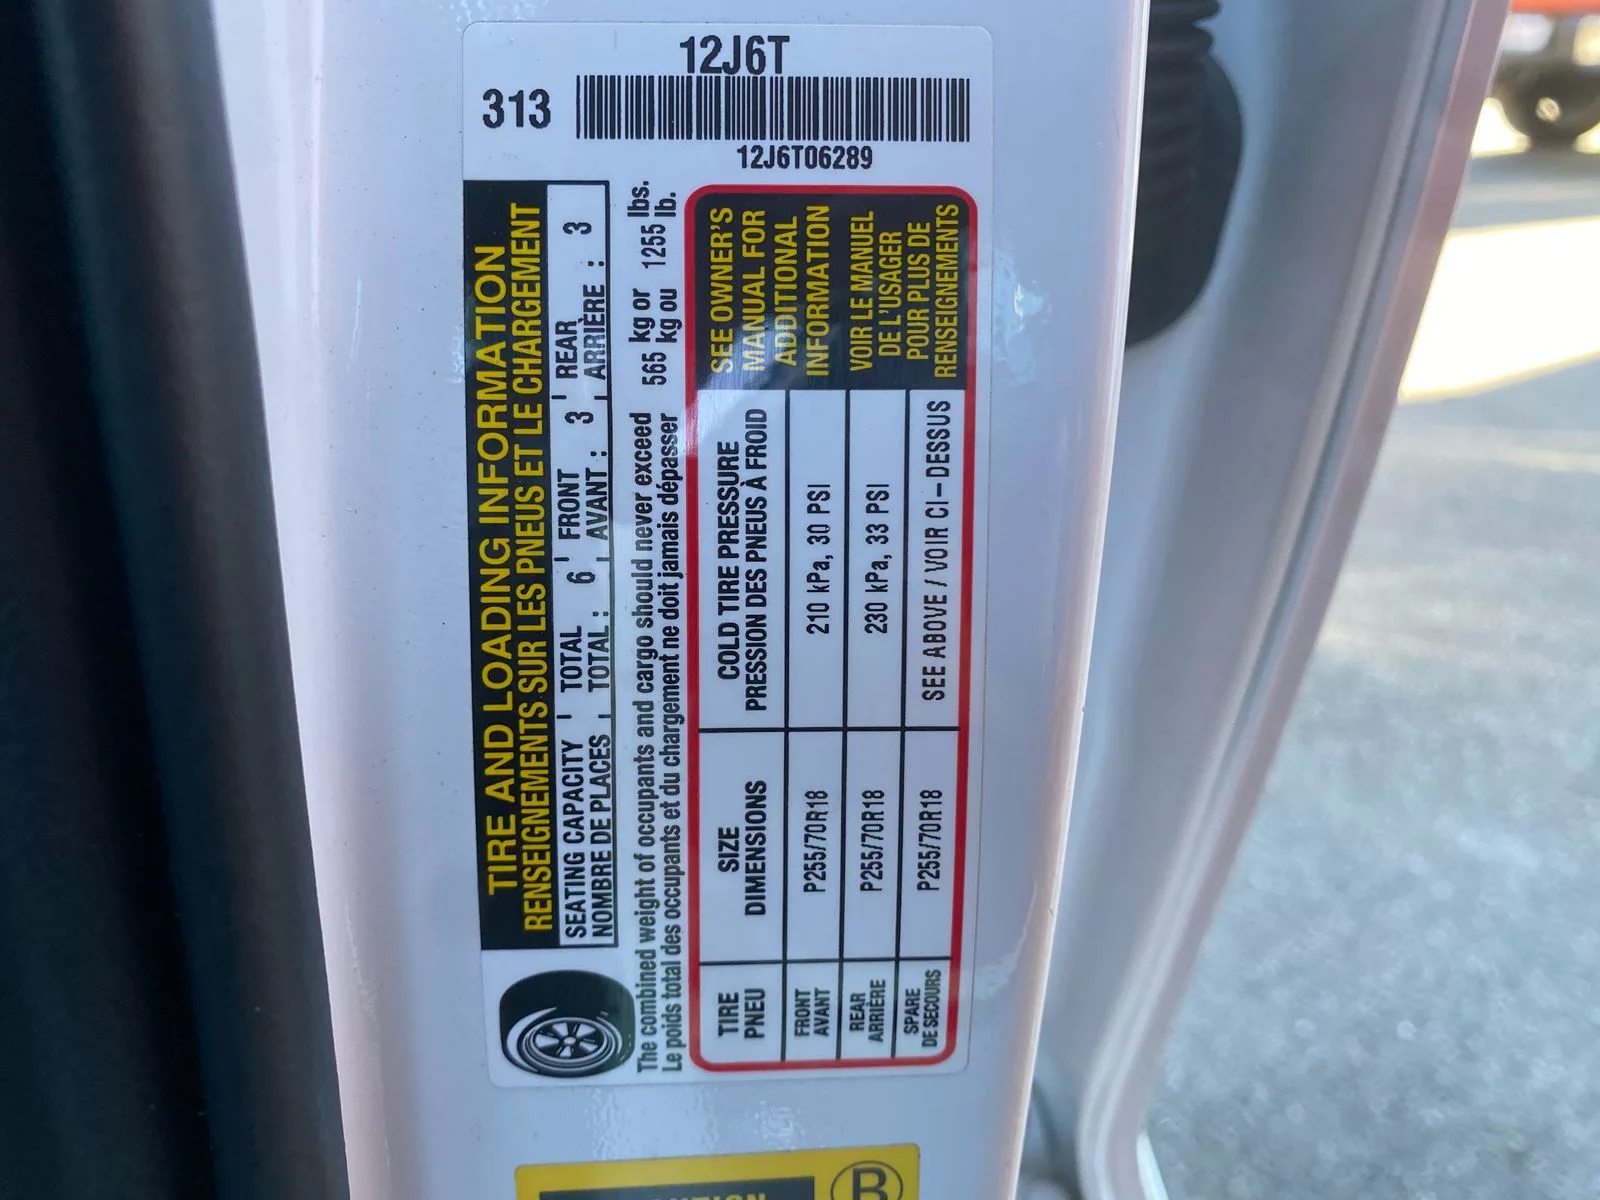 12J6T
313
12J6T06289
TIRE AND LOADING INFORMATION
RENSEIGNEMENTS SUR LES PNEUS ET LE CHARGEMENT
SEATING CAPACITY TOTAL 6 FRONT 3 REAR 3
NOMBRE DE PLACES TOTAL : AVANT : ARRIÈRE :
The combined weight of occupants and cargo should never exceed 565 kg or 1255 lbs.
Le poids total des occupants et du chargement ne doit jamais dépasser kg ou lb.
TIRE SIZE COLD TIRE PRESSURE
PNEU DIMENSIONS PRESSION DES PNEUS À FROID
FRONT
AVANT P255/70R18 210 kPa, 30 PSI
REAR
ARRIÈRE P255/70R18 230 kPa, 33 PSI
SPARE
DE SECOURS P255/70R18 SEE ABOVE / VOIR CI-DESSUS
SEE OWNER'S
MANUAL FOR
ADDITIONAL
INFORMATION
VOIR LE MANUEL
DE L'USAGER
POUR PLUS DE
RENSEIGNEMENTS
B